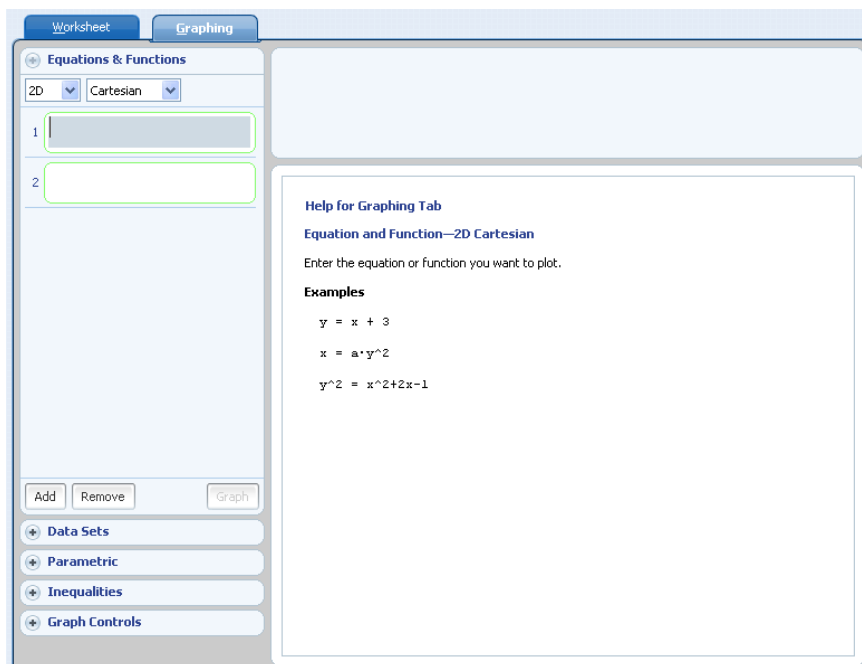 Worksheet
Graphing
Equations & Functions
2D
Cartesian
1
2
Add
Remove
Graph
Data Sets
Parametric
Inequalities
Graph Controls
Help for Graphing Tab
Equation and Function—2D Cartesian
Enter the equation or function you want to plot.
Examples
y = x + 3
x = a·y^2
y^2 = x^2+2x-1